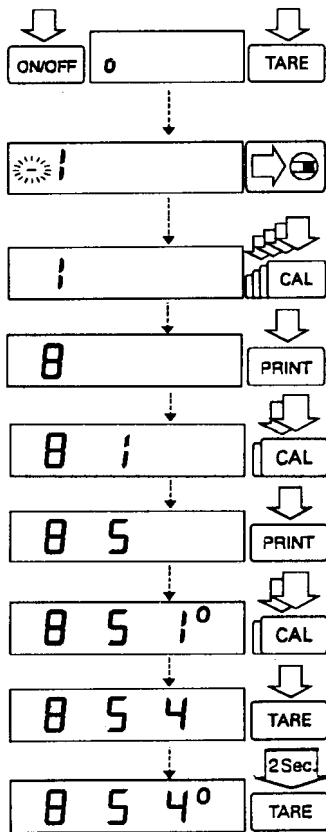 ON/OFF o TARE
-1
1 CAL
8 PRINT
8 1 CAL
8 5 PRINT
8 5 1° CAL
8 5 4 TARE
2Sec.
8 5 4° TARE